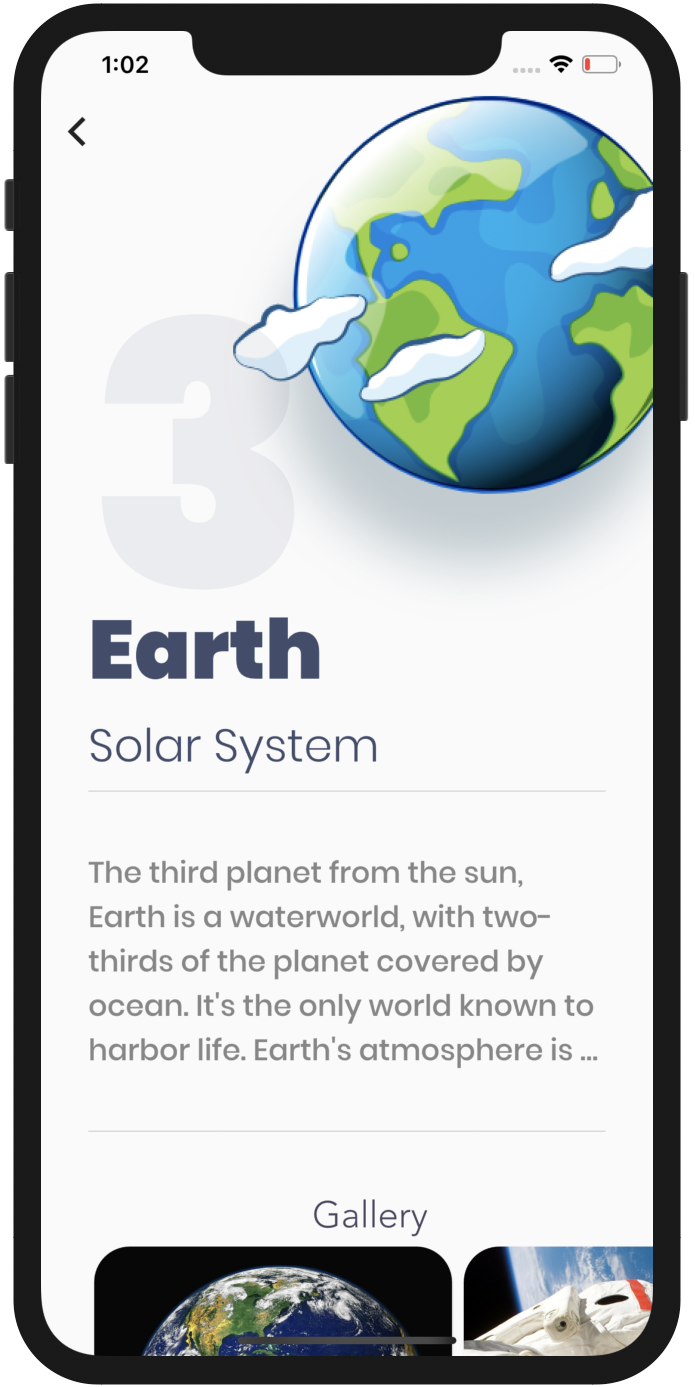 1:02
3
Earth
Solar System
The third planet from the sun,
Earth is a waterworld, with two-
thirds of the planet covered by
ocean. It's the only world known to
harbor life. Earth's atmosphere is ...
Gallery